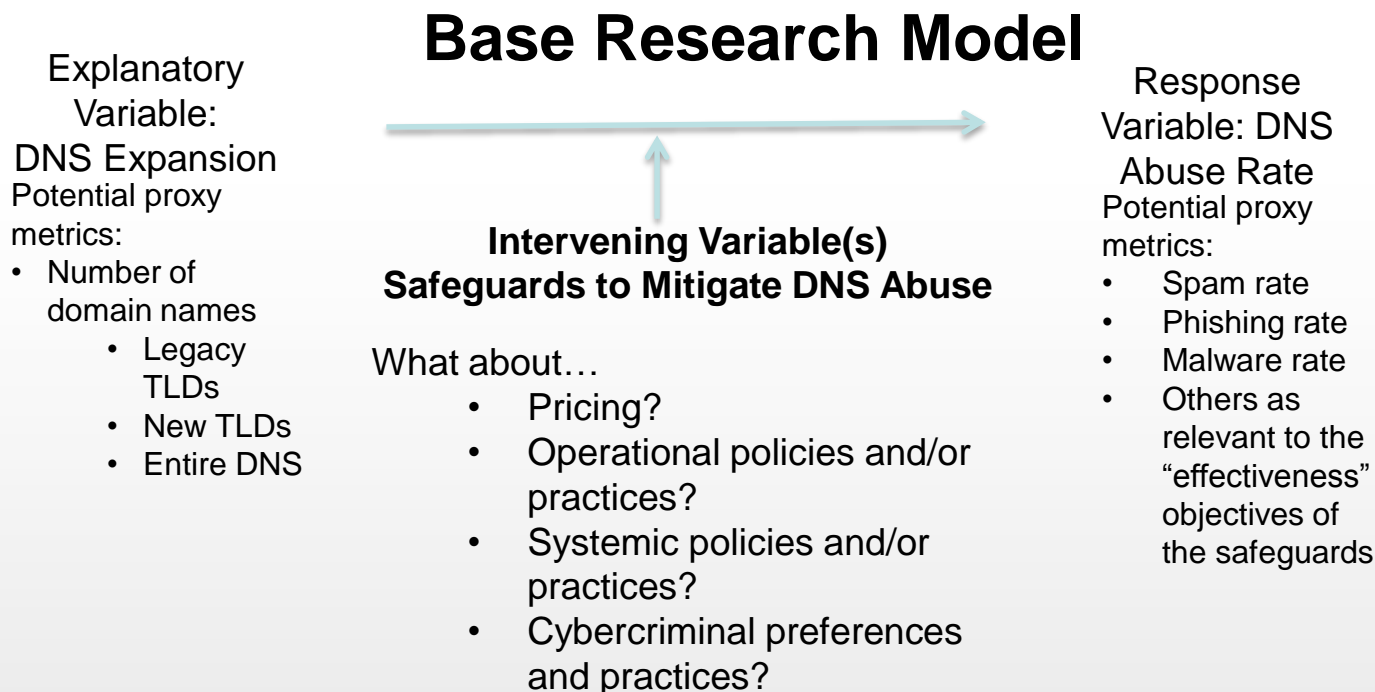 Base Research Model
Explanatory
Variable:
DNS Expansion
Potential proxy
metrics:
• Number of
domain names
• Legacy
TLDs
• New TLDs
• Entire DNS
Intervening Variable(s)
Safeguards to Mitigate DNS Abuse
What about…
• Pricing?
• Operational policies and/or
practices?
• Systemic policies and/or
practices?
• Cybercriminal preferences
and practices?
Response
Variable: DNS
Abuse Rate
Potential proxy
metrics:
• Spam rate
• Phishing rate
• Malware rate
• Others as
relevant to the
“effectiveness”
objectives of
the safeguards